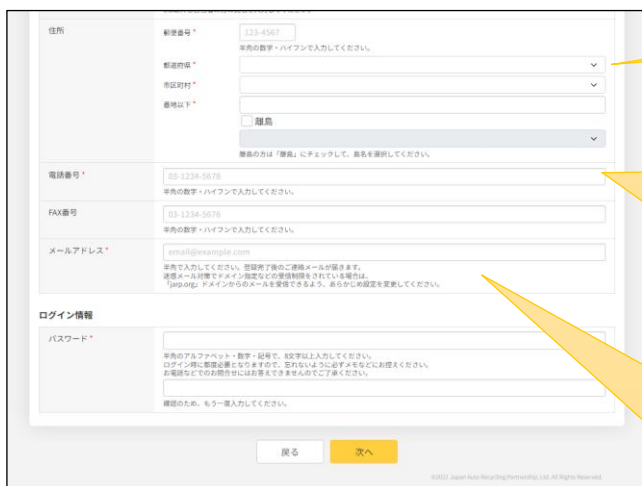 住所
郵便番号 *
123-4567
半角の数字・ハイフンで入力してください。
都道府県 *
市区町村 *
番地以下 *
離島
離島の方は「離島」にチェックして、島名を選択してください。
電話番号 *
03-1234-5678
半角の数字・ハイフンで入力してください。
FAX番号
03-1234-5678
半角の数字・ハイフンで入力してください。
メールアドレス *
email@example.com
半角で入力してください。登録完了後のご連絡メールが届きます。
迷惑メール対策でドメイン指定などの受信制限をされている場合は、
「jarp.org」ドメインからのメールを受信できるよう、あらかじめ設定を変更してください。
ログイン情報
パスワード *
半角のアルファベット・数字・記号で、8文字以上入力してください。
ログイン時に都度必要となりますので、忘れないように必ずメモなどにお控えください。
お電話などでのお問合せにはお答えできませんのでご了承ください。
確認のため、もう一度入力してください。
戻る
次へ
©2022 Japan Auto Recycling Partnership, Ltd. All Rights Reserved.